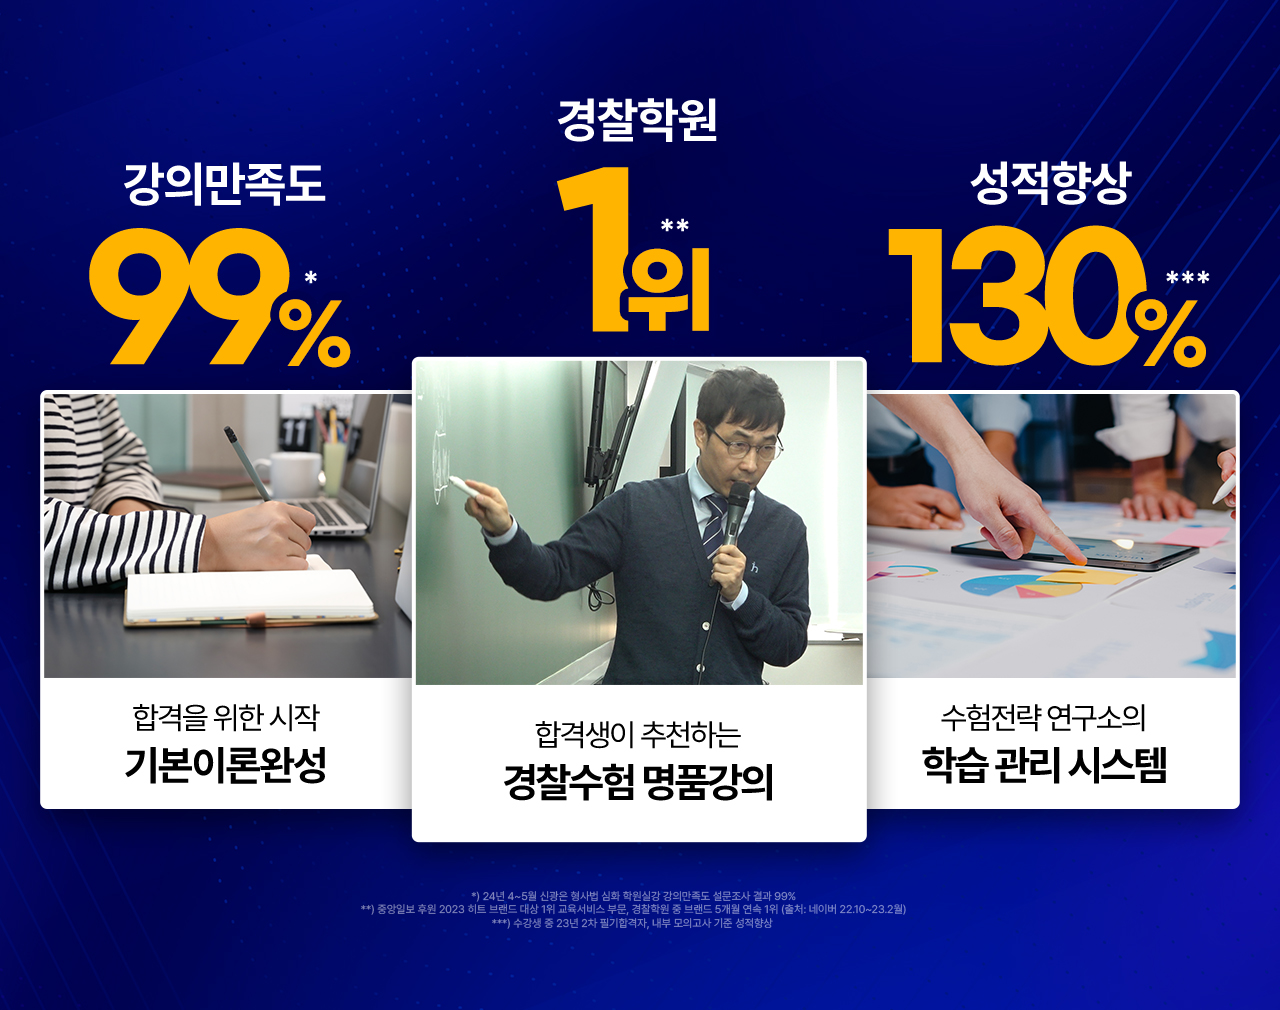 경찰학원
1위**
강의만족도
99%*
성적향상
130%***
합격을 위한 시작
기본이론완성
합격생이 추천하는
경찰수험 명품강의
수험전략 연구소의
학습 관리 시스템
*) 24년 4~5월 신광은 형사법 심화 학원실강 강의만족도 설문조사 결과 99%
**) 중앙일보 후원 2023 히트 브랜드 대상 1위 교육서비스 부문, 경찰학원 중 브랜드 5개월 연속 1위 (출처: 네이버 22.10~23.2월)
***) 수강생 중 23년 2차 필기합격자, 내부 모의고사 기준 성적향상